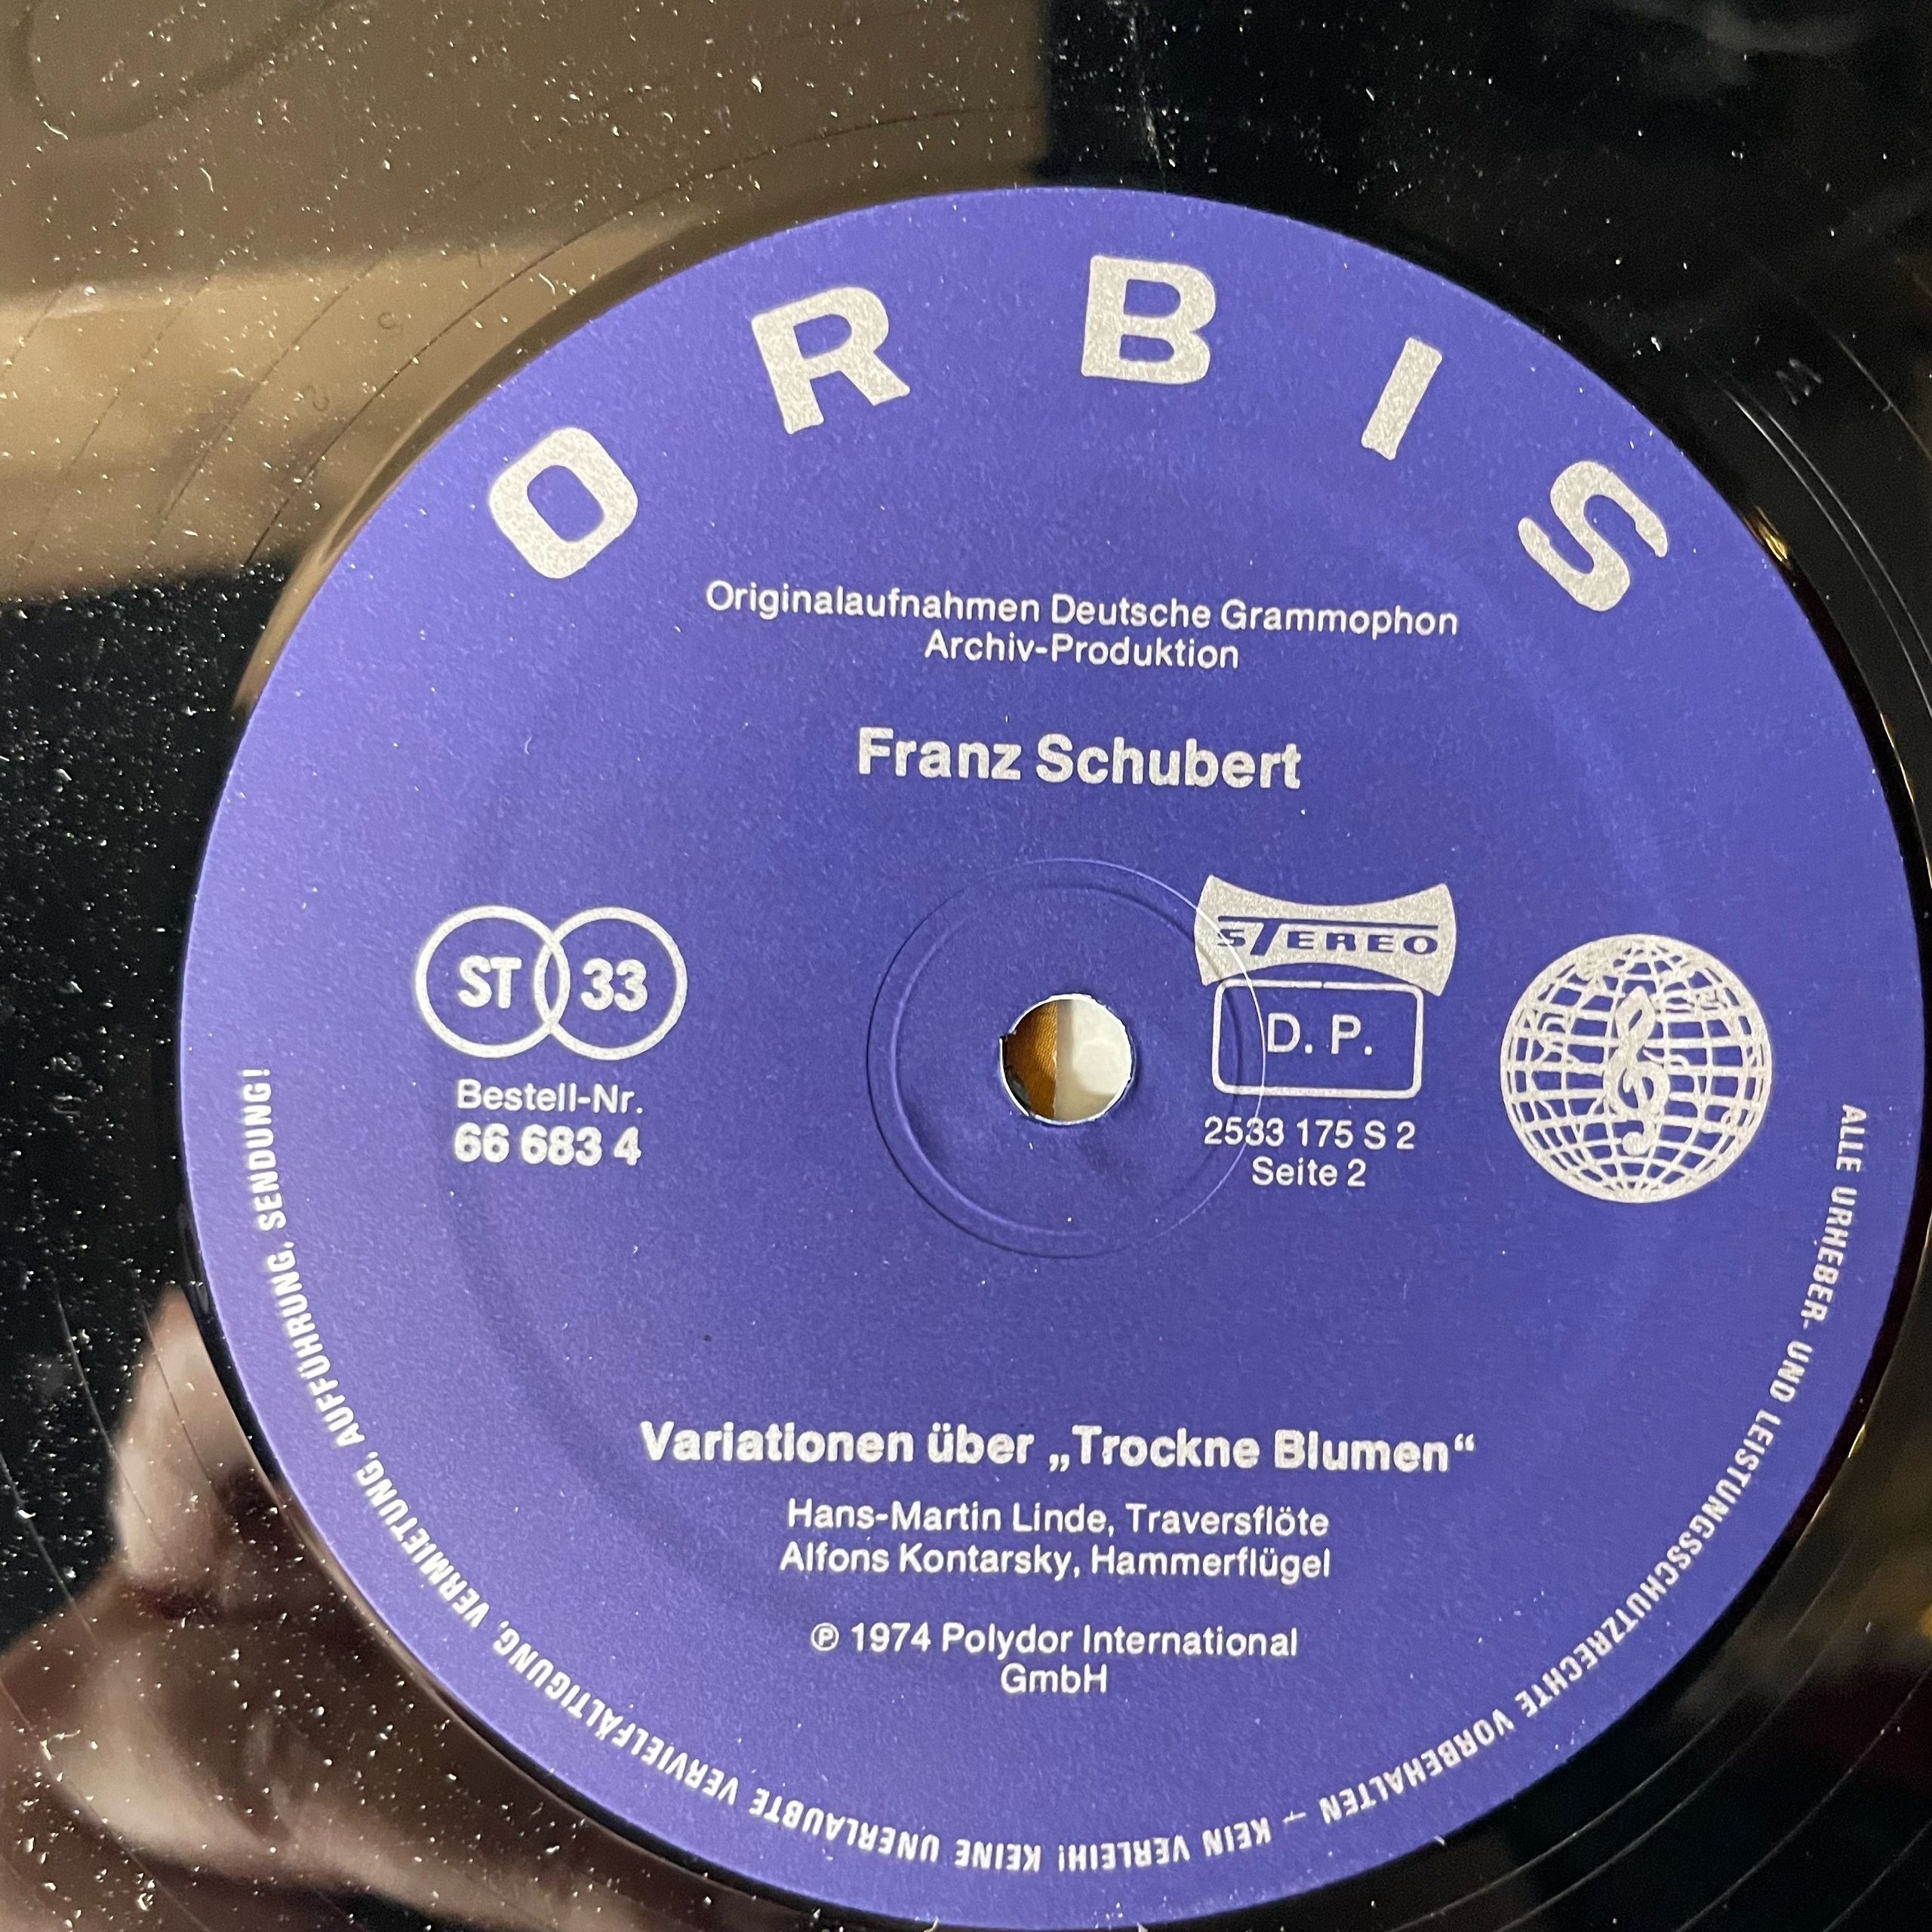 ORBIS
Originalaufnahmen Deutsche Grammophon
Archiv-Produktion
Franz Schubert
ST 33
Bestell-Nr.
66 683 4
STEREO
D. P.
2533 175 S 2
Seite 2
Variationen über „Trockne Blumen“
Hans-Martin Linde, Traversflöte
Alfons Kontarsky, Hammerflügel
℗ 1974 Polydor International
GmbH
ALLE URHEBER- UND LEISTUNGSSCHUTZRECHTE VORBEHALTEN – KEIN VERLEIH! KEINE UNERLAUBTE VERVIELFÄLTIGUNG, VERMIETUNG, AUFFÜHRUNG, SENDUNG!